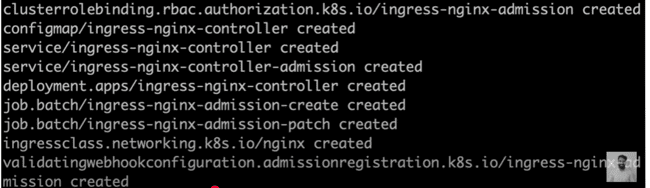 clusterrolebinding.rbac.authorization.k8s.io/ingress-nginx-admission created
configmap/ingress-nginx-controller created
service/ingress-nginx-controller created
service/ingress-nginx-controller-admission created
deployment.apps/ingress-nginx-controller created
job.batch/ingress-nginx-admission-create created
job.batch/ingress-nginx-admission-patch created
ingressclass.networking.k8s.io/nginx created
validatingwebhookconfiguration.admissionregistration.k8s.io/ingress-nginx-ad
mission created